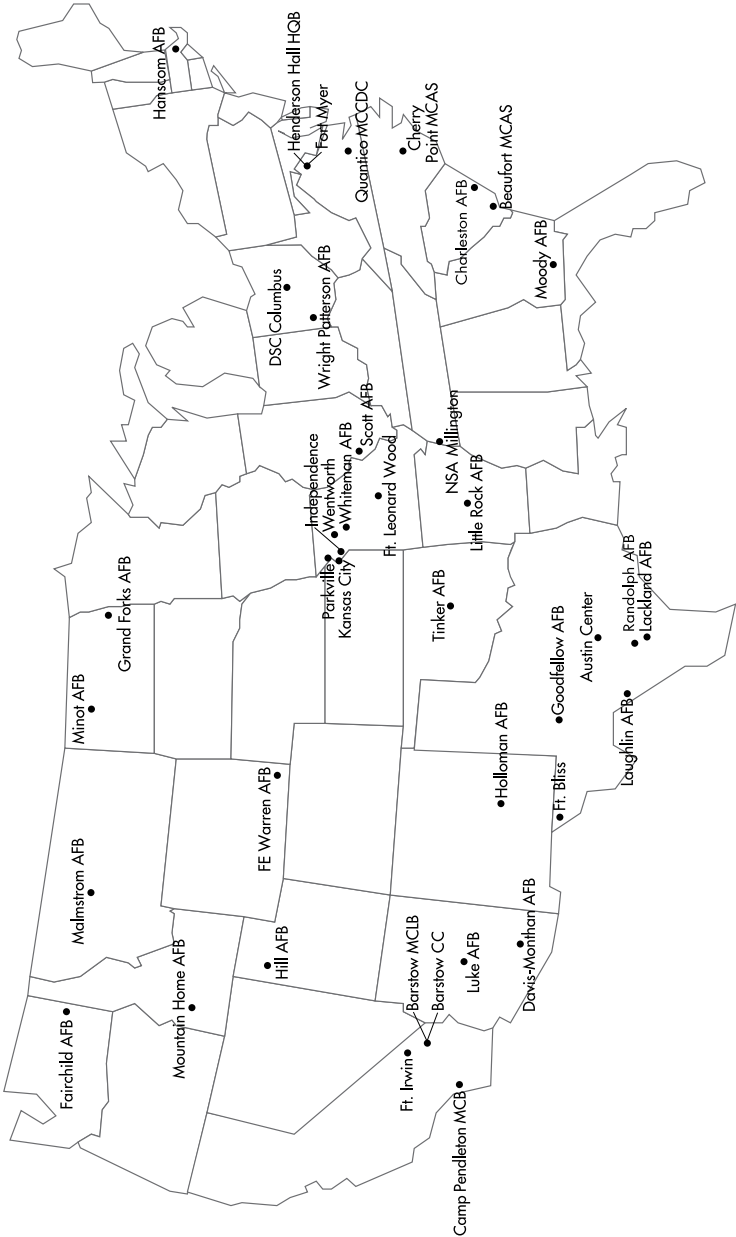 Fairchild AFB
Malmstrom AFB
Minot AFB
Grand Forks AFB
Hanscom AFB
Mountain Home AFB
Hill AFB
FE Warren AFB
DSC Columbus
Wright Patterson AFB
Henderson Hall HQB
Fort Myer
Quantico MCCDC
Cherry
Point MCAS
Independence
Wentworth
Whiteman AFB
Scott AFB
Parkville
Kansas City
Ft. Leonard Wood
Ft. Irwin
Barstow MCLB
Barstow CC
Camp Pendleton MCB
Luke AFB
Davis-Monthan AFB
Holloman AFB
Ft. Bliss
Tinker AFB
NSA Millington
Little Rock AFB
Charleston AFB
Beaufort MCAS
Moody AFB
Goodfellow AFB
Austin Center
Laughlin AFB
Randolph AFB
Lackland AFB